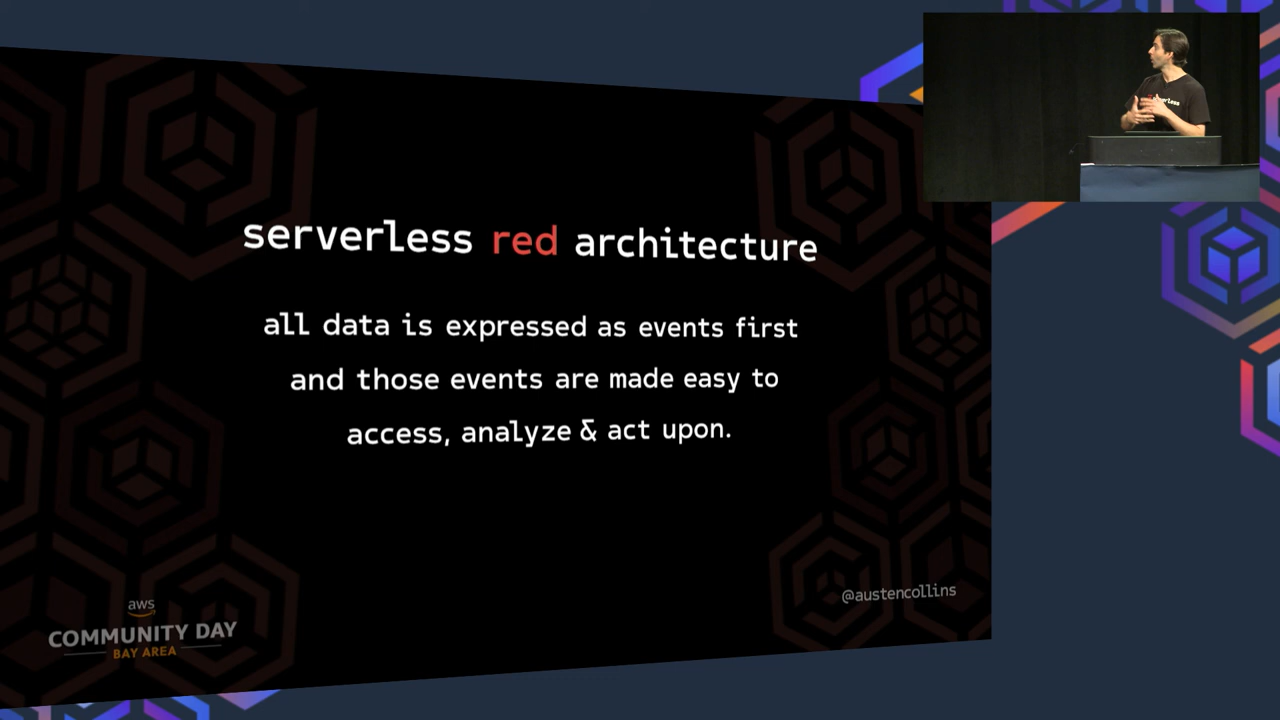 serverless red architecture
all data is expressed as events first
and those events are made easy to
access, analyze & act upon.
@austencollins
aws
COMMUNITY DAY
BAY AREA